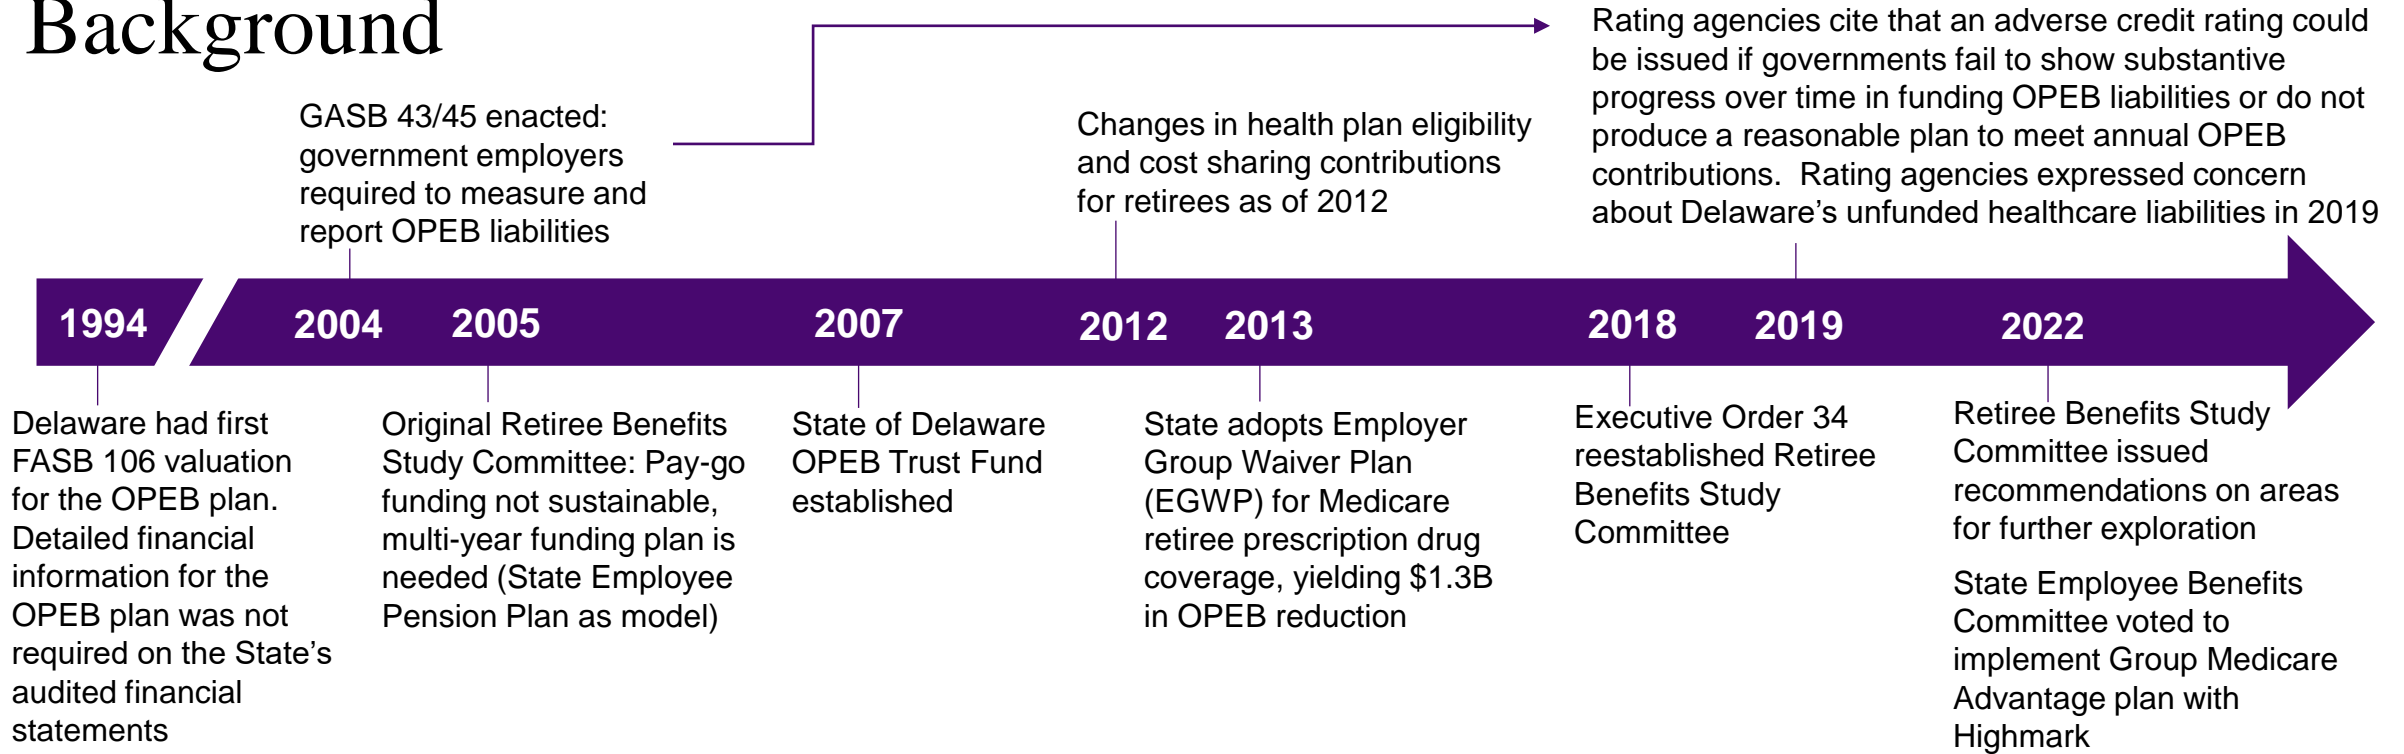 Background
GASB 43/45 enacted:
government employers
required to measure and
report OPEB liabilities
Changes in health plan eligibility
and cost sharing contributions
for retirees as of 2012
Rating agencies cite that an adverse credit rating could
be issued if governments fail to show substantive
progress over time in funding OPEB liabilities or do not
produce a reasonable plan to meet annual OPEB
contributions.  Rating agencies expressed concern
about Delaware’s unfunded healthcare liabilities in 2019
1994
2004
2005
2007
2012
2013
2018
2019
2022
Delaware had first
FASB 106 valuation
for the OPEB plan.
Detailed financial
information for the
OPEB plan was not
required on the State’s
audited financial
statements
Original Retiree Benefits
Study Committee: Pay-go
funding not sustainable,
multi-year funding plan is
needed (State Employee
Pension Plan as model)
State of Delaware
OPEB Trust Fund
established
State adopts Employer
Group Waiver Plan
(EGWP) for Medicare
retiree prescription drug
coverage, yielding $1.3B
in OPEB reduction
Executive Order 34
reestablished Retiree
Benefits Study
Committee
Retiree Benefits Study
Committee issued
recommendations on areas
for further exploration
State Employee Benefits
Committee voted to
implement Group Medicare
Advantage plan with
Highmark